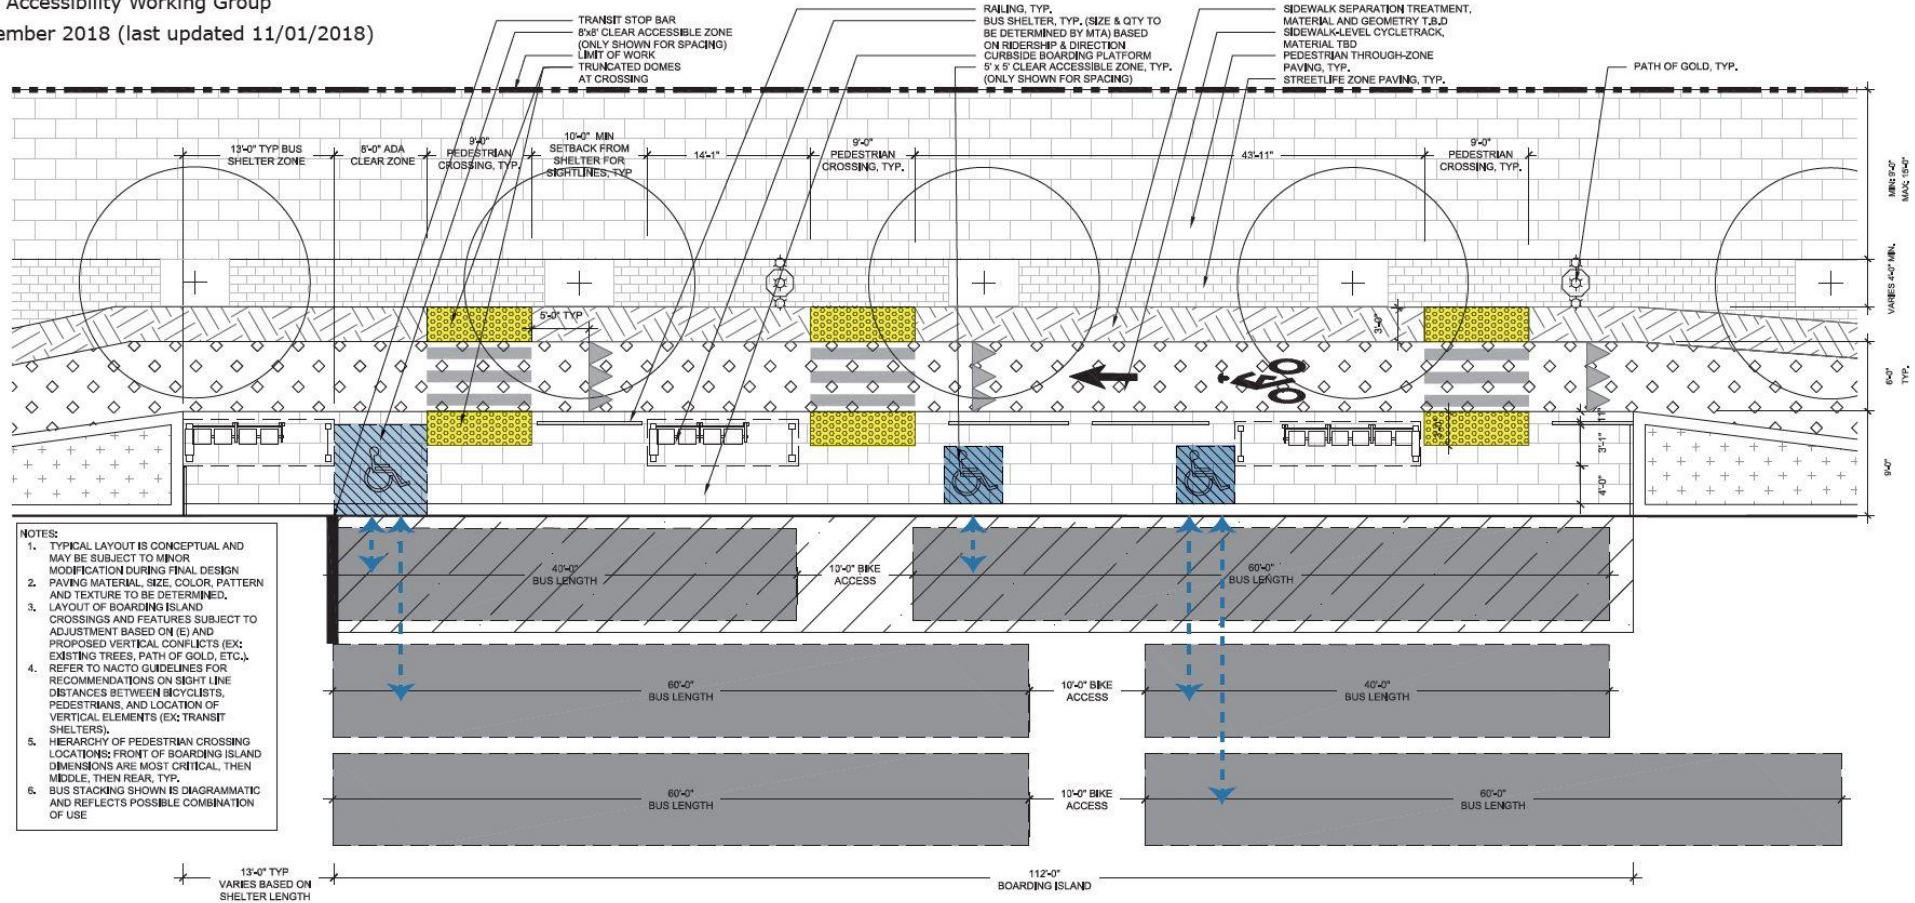 Accessibility Working Group
ember 2018 (last updated 11/01/2018)
TRANSIT STOP BAR
8'x8' CLEAR ACCESSIBLE ZONE
(ONLY SHOWN FOR SPACING)
LIMIT OF WORK
TRUNCATED DOMES
AT CROSSING
RAILING, TYP.
BUS SHELTER, TYP. (SIZE & QTY TO
BE DETERMINED BY MTA) BASED
ON RIDERSHIP & DIRECTION
CURBSIDE BOARDING PLATFORM
5' x 5' CLEAR ACCESSIBLE ZONE, TYP.
(ONLY SHOWN FOR SPACING)
SIDEWALK SEPARATION TREATMENT,
MATERIAL AND GEOMETRY T.B.D
SIDEWALK-LEVEL CYCLETRACK,
MATERIAL TBD
PEDESTRIAN THROUGH-ZONE
PAVING, TYP.
STREETLIFE ZONE PAVING, TYP.
PATH OF GOLD, TYP.
13'-0" TYP BUS
SHELTER ZONE
8'-0" ADA
CLEAR ZONE
9'-0"
PEDESTRIAN
CROSSING, TYP.
10'-0" MIN
SETBACK FROM
SHELTER FOR
SIGHTLINES, TYP
14'-1"
9'-0"
PEDESTRIAN
CROSSING, TYP.
43'-11"
9'-0"
PEDESTRIAN
CROSSING, TYP.
MIN: 9'-0"
MAX: 15'-0"
VARIES 4'-0" MIN.
5'-0" TYP
3'-0"
6'-0"
TYP.
3'-0"
11"
3'-1"
4'-0"
9'-0"
NOTES:
1. TYPICAL LAYOUT IS CONCEPTUAL AND
MAY BE SUBJECT TO MINOR
MODIFICATION DURING FINAL DESIGN
2. PAVING MATERIAL, SIZE, COLOR, PATTERN
AND TEXTURE TO BE DETERMINED.
3. LAYOUT OF BOARDING ISLAND
CROSSINGS AND FEATURES SUBJECT TO
ADJUSTMENT BASED ON (E) AND
PROPOSED VERTICAL CONFLICTS (EX:
EXISTING TREES, PATH OF GOLD, ETC.).
4. REFER TO NACTO GUIDELINES FOR
RECOMMENDATIONS ON SIGHT LINE
DISTANCES BETWEEN BICYCLISTS,
PEDESTRIANS, AND LOCATION OF
VERTICAL ELEMENTS (EX: TRANSIT
SHELTERS).
5. HIERARCHY OF PEDESTRIAN CROSSING
LOCATIONS: FRONT OF BOARDING ISLAND
DIMENSIONS ARE MOST CRITICAL, THEN
MIDDLE, THEN REAR, TYP.
6. BUS STACKING SHOWN IS DIAGRAMMATIC
AND REFLECTS POSSIBLE COMBINATION
OF USE
40'-0"
BUS LENGTH
10'-0" BIKE
ACCESS
60'-0"
BUS LENGTH
60'-0"
BUS LENGTH
10'-0" BIKE
ACCESS
40'-0"
BUS LENGTH
60'-0"
BUS LENGTH
10'-0" BIKE
ACCESS
60'-0"
BUS LENGTH
13'-0" TYP
VARIES BASED ON
SHELTER LENGTH
112'-0"
BOARDING ISLAND